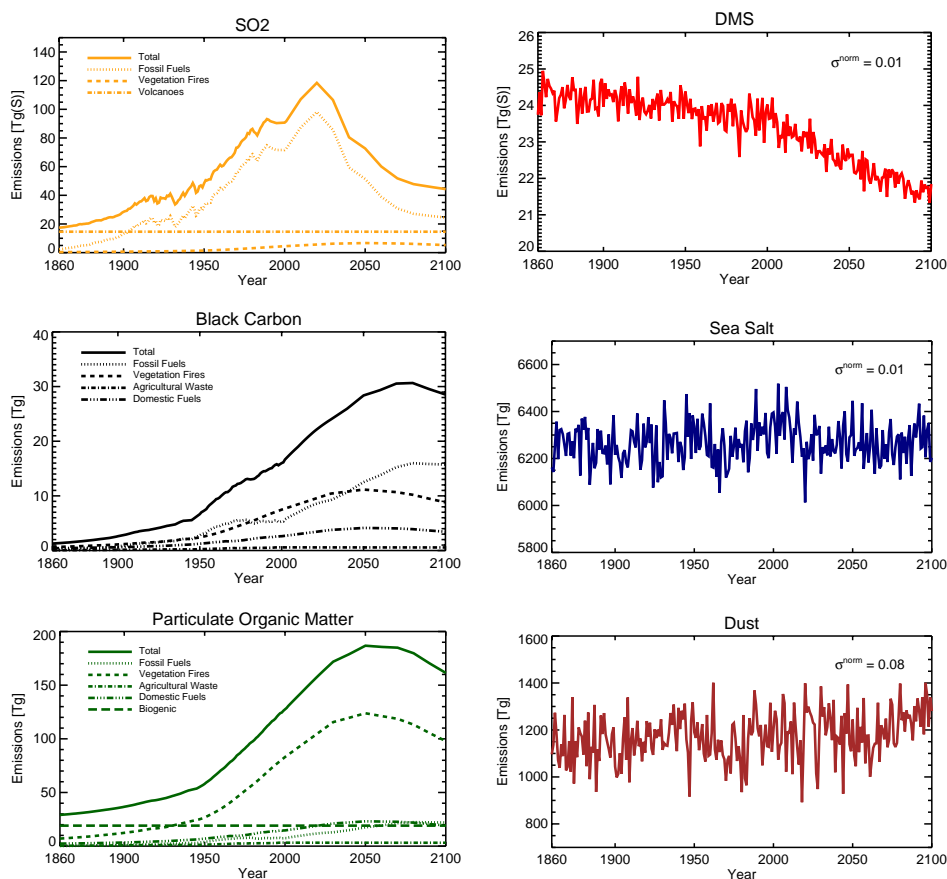 SO2
140
120
100
80
60
40
20
0
Emissions [Tg(S)]
Total
Fossil Fuels
Vegetation Fires
Volcanoes
1860 1900 1950 2000 2050 2100
Year
DMS
26
25
24
23
22
21
20
Emissions [Tg(S)]
σnorm = 0.01
1860 1900 1950 2000 2050 2100
Year
Black Carbon
40
30
20
10
0
Emissions [Tg]
Total
Fossil Fuels
Vegetation Fires
Agricultural Waste
Domestic Fuels
1860 1900 1950 2000 2050 2100
Year
Sea Salt
6600
6400
6200
6000
5800
Emissions [Tg]
σnorm = 0.01
1860 1900 1950 2000 2050 2100
Year
Particulate Organic Matter
200
150
100
50
0
Emissions [Tg]
Total
Fossil Fuels
Vegetation Fires
Agricultural Waste
Domestic Fuels
Biogenic
1860 1900 1950 2000 2050 2100
Year
Dust
1600
1400
1200
1000
800
Emissions [Tg]
σnorm = 0.08
1860 1900 1950 2000 2050 2100
Year